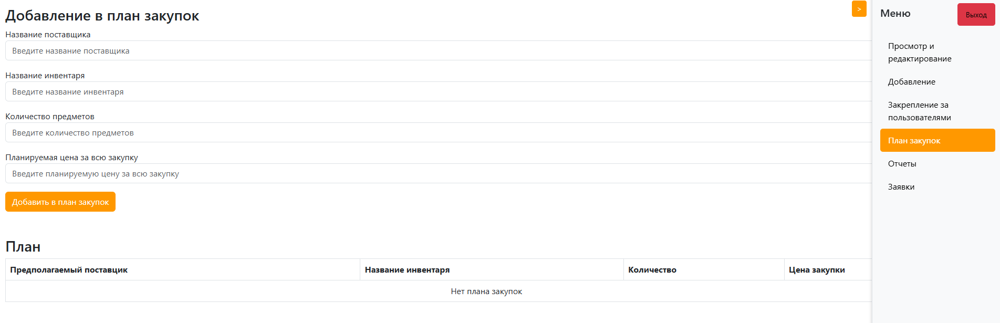 Добавление в план закупок
Название поставщика
Введите название поставщика
Название инвентаря
Введите название инвентаря
Количество предметов
Введите количество предметов
Планируемая цена за всю закупку
Введите планируемую цену за всю закупку
Добавить в план закупок
План
Предполагаемый поставцик Название инвентаря Количество Цена закупки
Нет плана закупок
>
Меню
Выход
Просмотр и
редактирование
Добавление
Закрепление за
пользователями
План закупок
Отчеты
Заявки